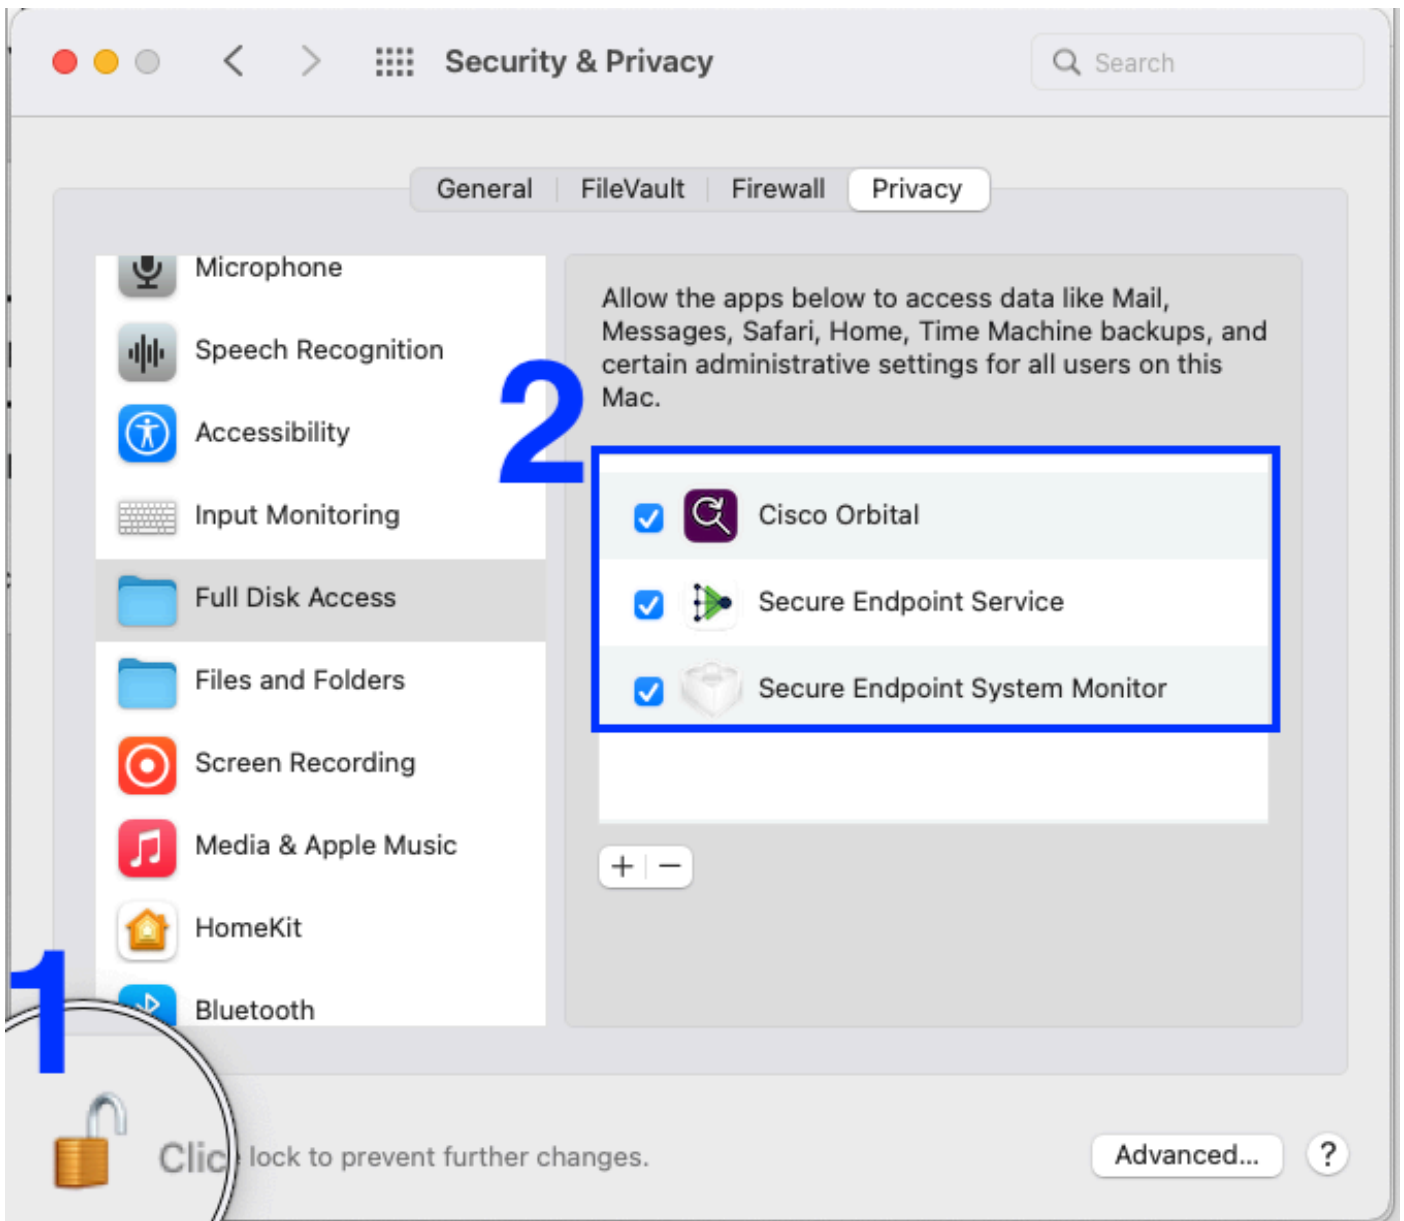 Security & Privacy
Search
General
FileVault
Firewall
Privacy
Microphone
Speech Recognition
Accessibility
Input Monitoring
Full Disk Access
Files and Folders
Screen Recording
Media & Apple Music
HomeKit
Bluetooth
2
Allow the apps below to access data like Mail,
Messages, Safari, Home, Time Machine backups, and
certain administrative settings for all users on this
Mac.
Cisco Orbital
Secure Endpoint Service
Secure Endpoint System Monitor
+ −
1
Clic lock to prevent further changes.
Advanced...
?